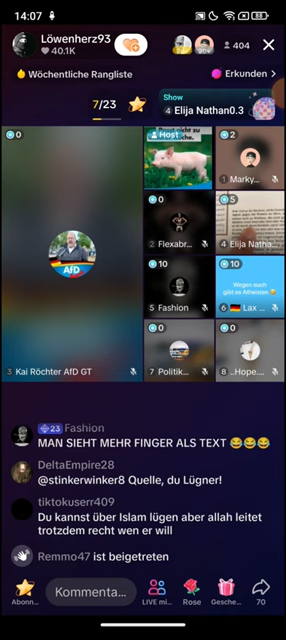 14:07
53
Löwenherz93
40.1K
404
Wöchentliche Rangliste
Erkunden
7/23
Show
4 Elija Nathan0.3
0
Host
2
1 Marky...
AfD
0
2 Flexabr...
5
4 Elija Natha...
10
5 Fashion
10
Wegen euch
gibt es Atheisten
6 🇩🇪 Lax ...
3 Kai Röchter AfD GT
0
7 Politik...
0
8 ..Hope....
23 Fashion
MAN SIEHT MEHR FINGER ALS TEXT 😂😂😂
DeltaEmpire28
@stinkerwinker8 Quelle, du Lügner!
tiktokuserr409
Du kannst über Islam lügen aber allah leitet
trotzdem recht wen er will
Remmo47 ist beigetreten
Kommenta...
Abonn...
LIVE mi...
Rose
Gesche...
70